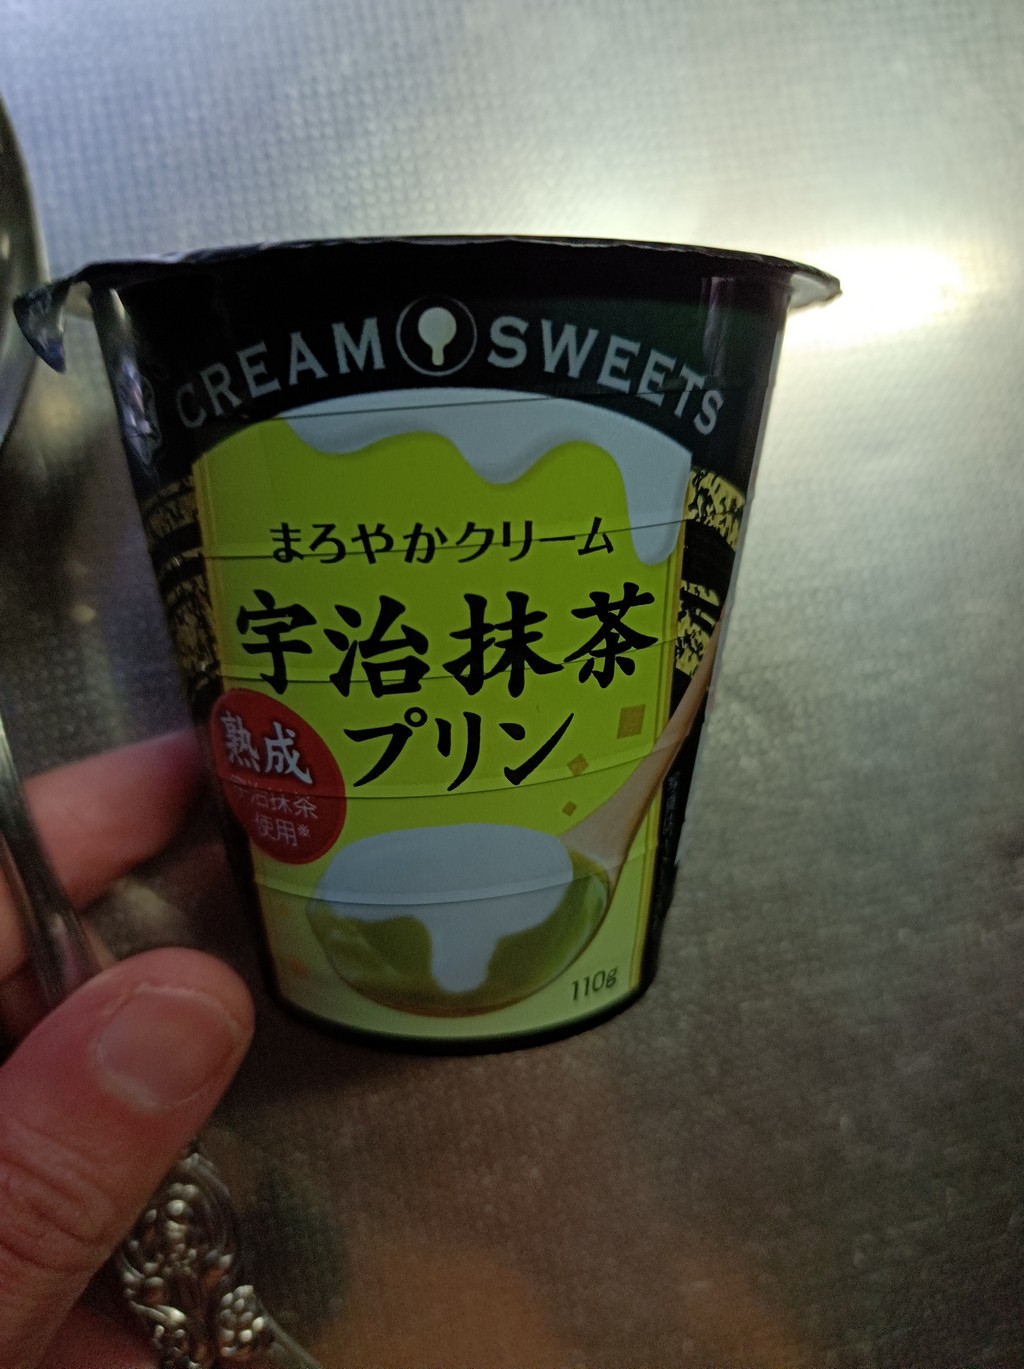 CREAM SWEETS
まろやかクリーム
宇治抹茶
プリン
熟成
宇治抹茶
使用※
110g